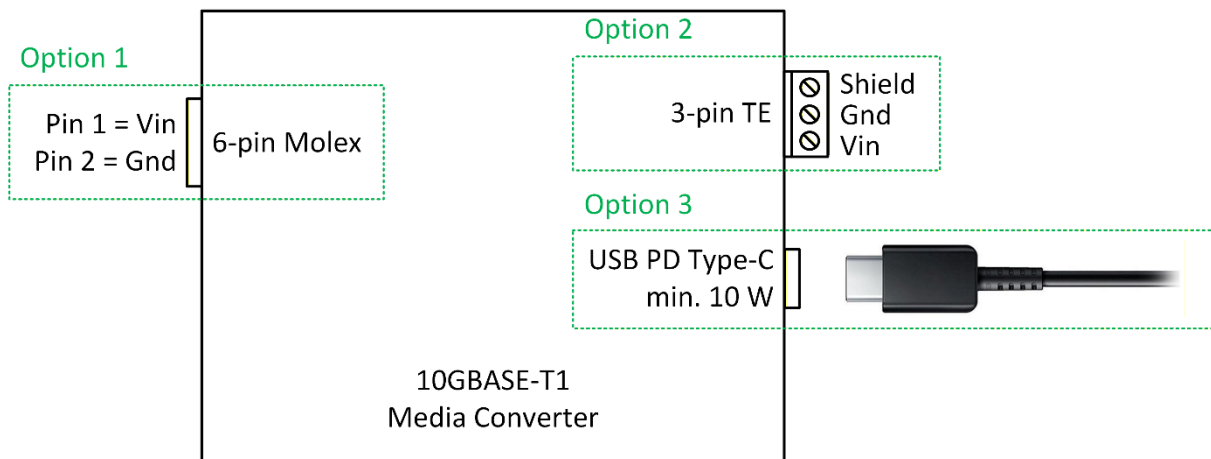 Option 1
Pin 1 = Vin
Pin 2 = Gnd
6-pin Molex
Option 2
3-pin TE
Shield
Gnd
Vin
Option 3
USB PD Type-C
min. 10 W
10GBASE-T1
Media Converter